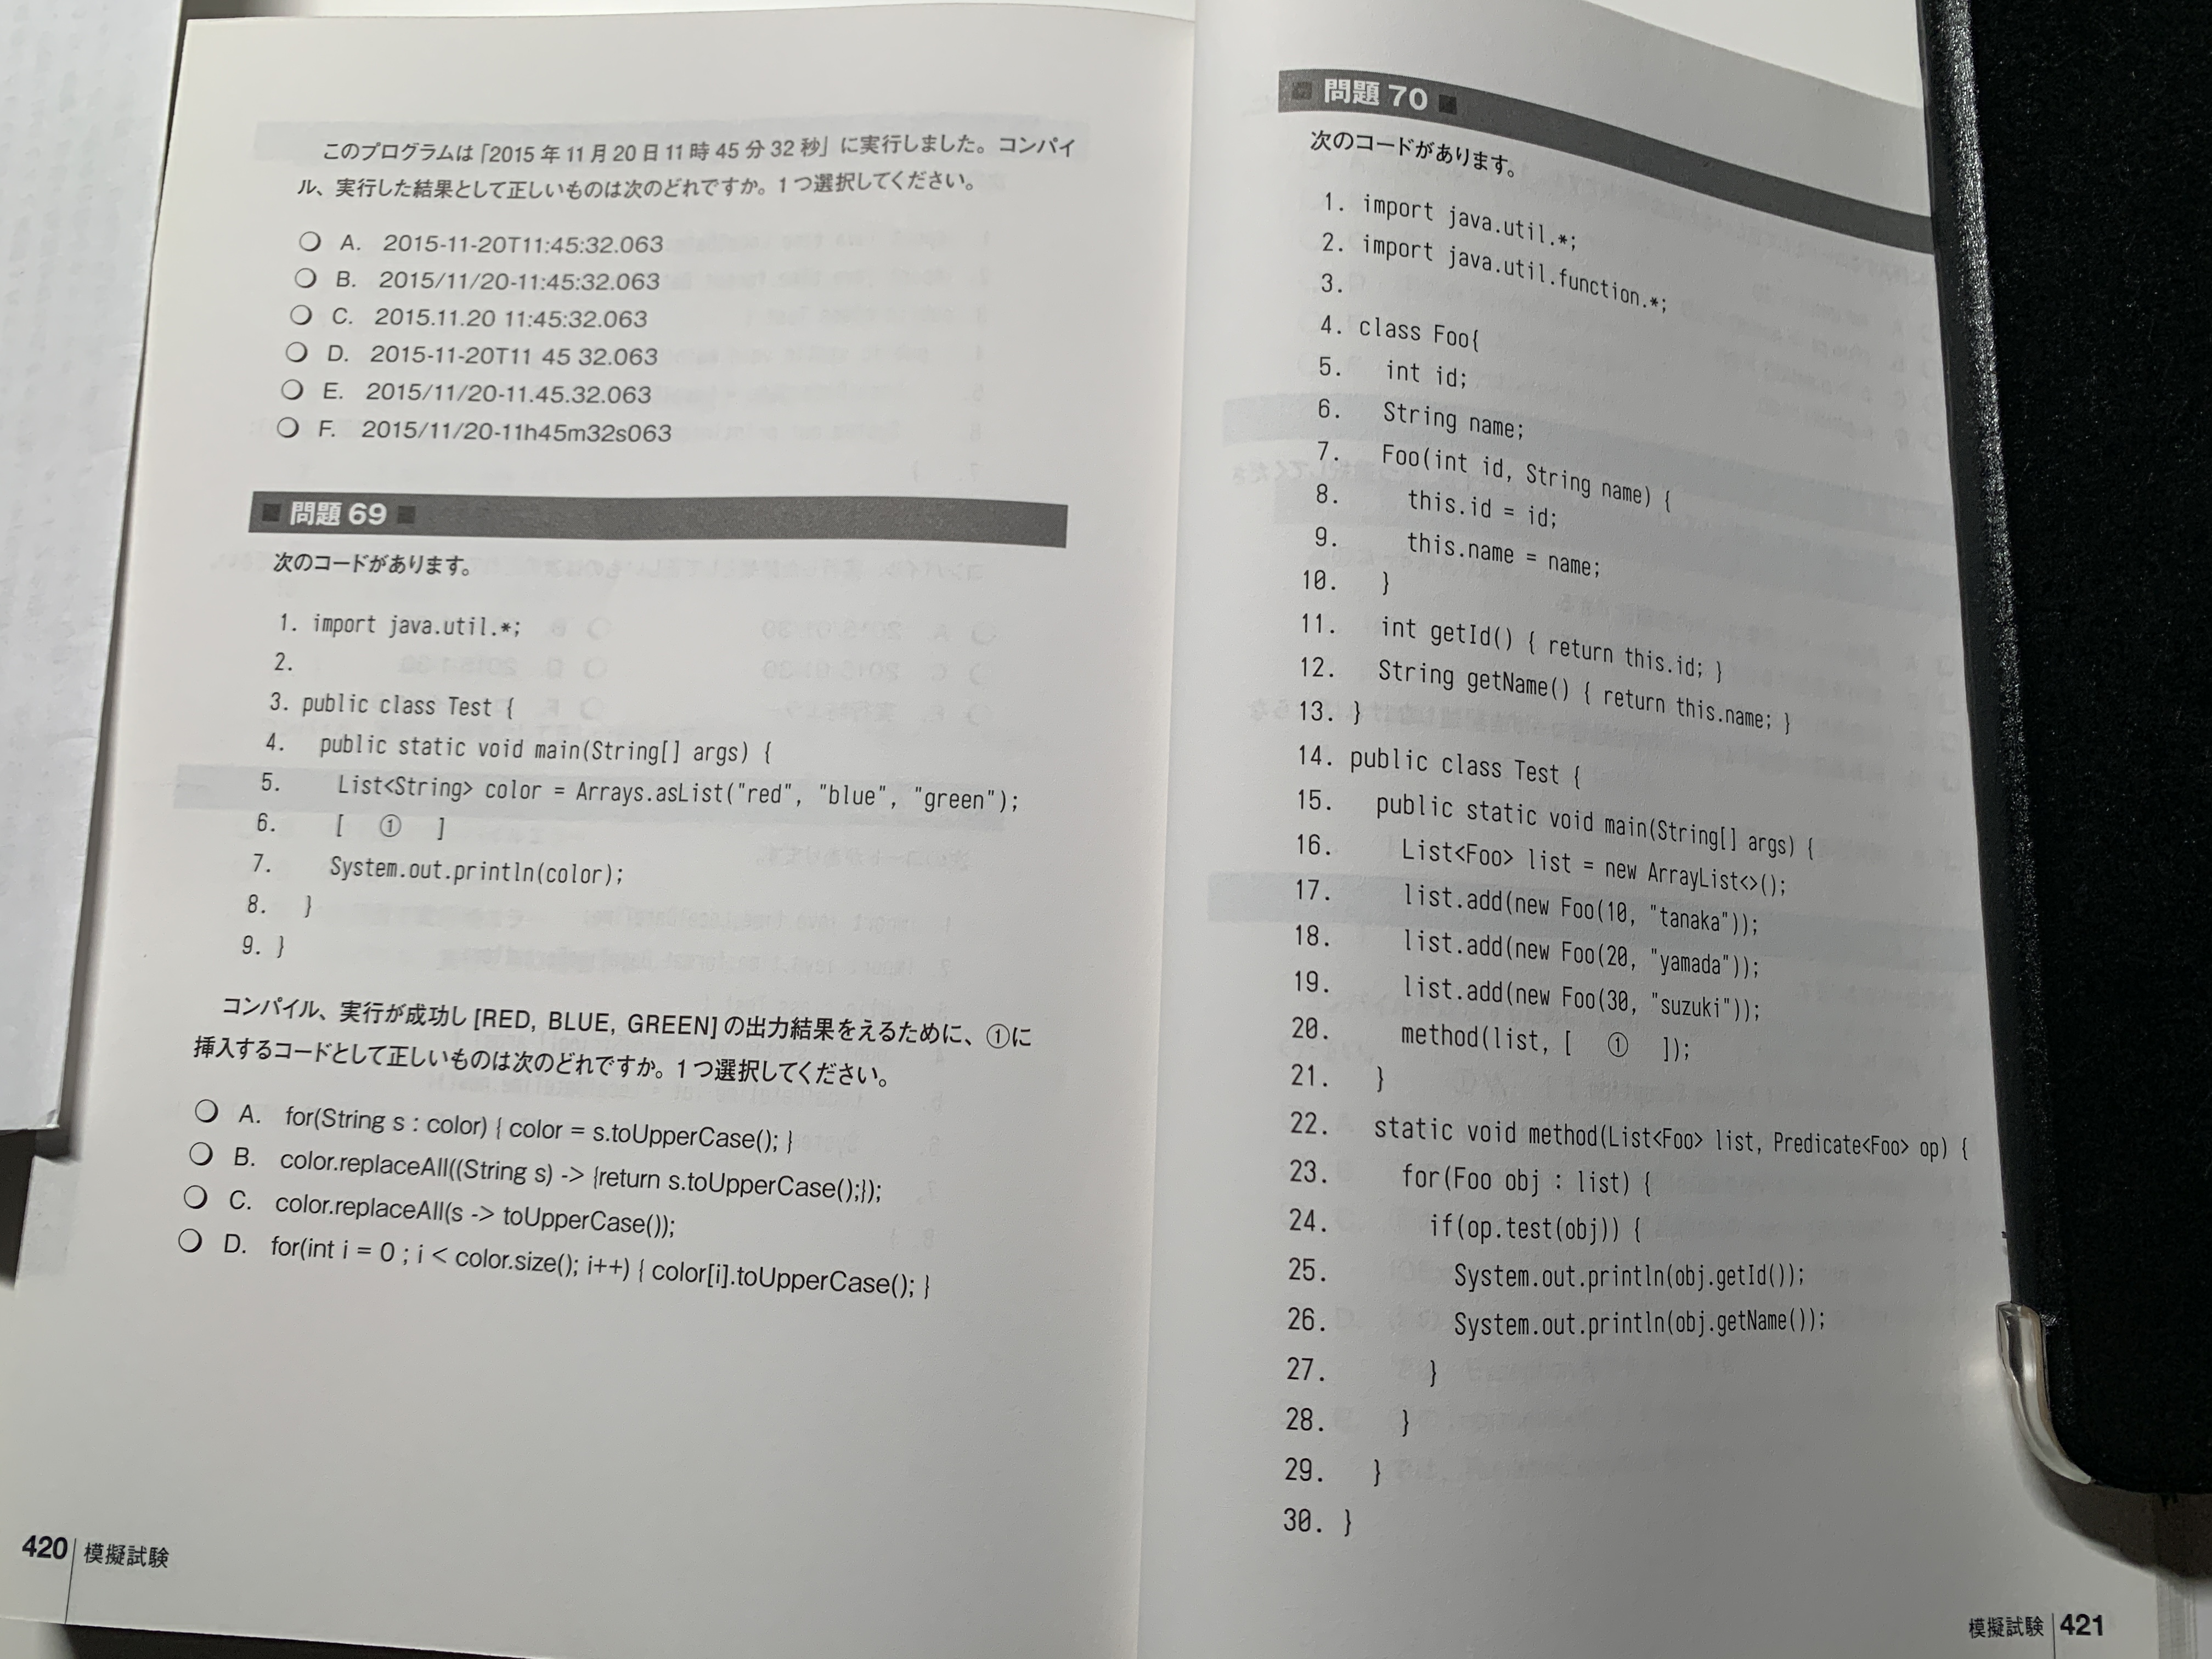 このプログラムは「2015年11月20日11時45分32秒」に実行しました。コンパイ
ル、実行した結果として正しいものは次のどれですか。1つ選択してください。
A. 2015-11-20T11:45:32.063
B. 2015/11/20-11:45:32.063
C. 2015.11.20 11:45:32.063
D. 2015-11-20T11 45 32.063
E. 2015/11/20-11.45.32.063
F. 2015/11/20-11h45m32s063
問題 69
次のコードがあります。
1. import java.util.*;
2.
3. public class Test {
4. public static void main(String[] args) {
5. List<String> color = Arrays.asList("red", "blue", "green");
6. [ ① ]
7. System.out.println(color);
8. }
9. }
コンパイル、実行が成功し [RED, BLUE, GREEN] の出力結果をえるために、①に
挿入するコードとして正しいものは次のどれですか。1つ選択してください。
A. for(String s : color) { color = s.toUpperCase(); }
B. color.replaceAll((String s) -> {return s.toUpperCase();});
C. color.replaceAll(s -> toUpperCase());
D. for(int i = 0 ; i < color.size(); i++) { color[i].toUpperCase(); }
420 模擬試験
問題 70
次のコードがあります。
1. import java.util.*;
2. import java.util.function.*;
3.
4. class Foo{
5. int id;
6. String name;
7. Foo(int id, String name) {
8. this.id = id;
9. this.name = name;
10. }
11. int getId() { return this.id; }
12. String getName() { return this.name; }
13. }
14. public class Test {
15. public static void main(String[] args) {
16. List<Foo> list = new ArrayList<>();
17. list.add(new Foo(10, "tanaka"));
18. list.add(new Foo(20, "yamada"));
19. list.add(new Foo(30, "suzuki"));
20. method(list, [ ① ]);
21. }
22. static void method(List<Foo> list, Predicate<Foo> op) {
23. for(Foo obj : list) {
24. if(op.test(obj)) {
25. System.out.println(obj.getId());
26. System.out.println(obj.getName());
27. }
28. }
29. }
30. }
模擬試験 421